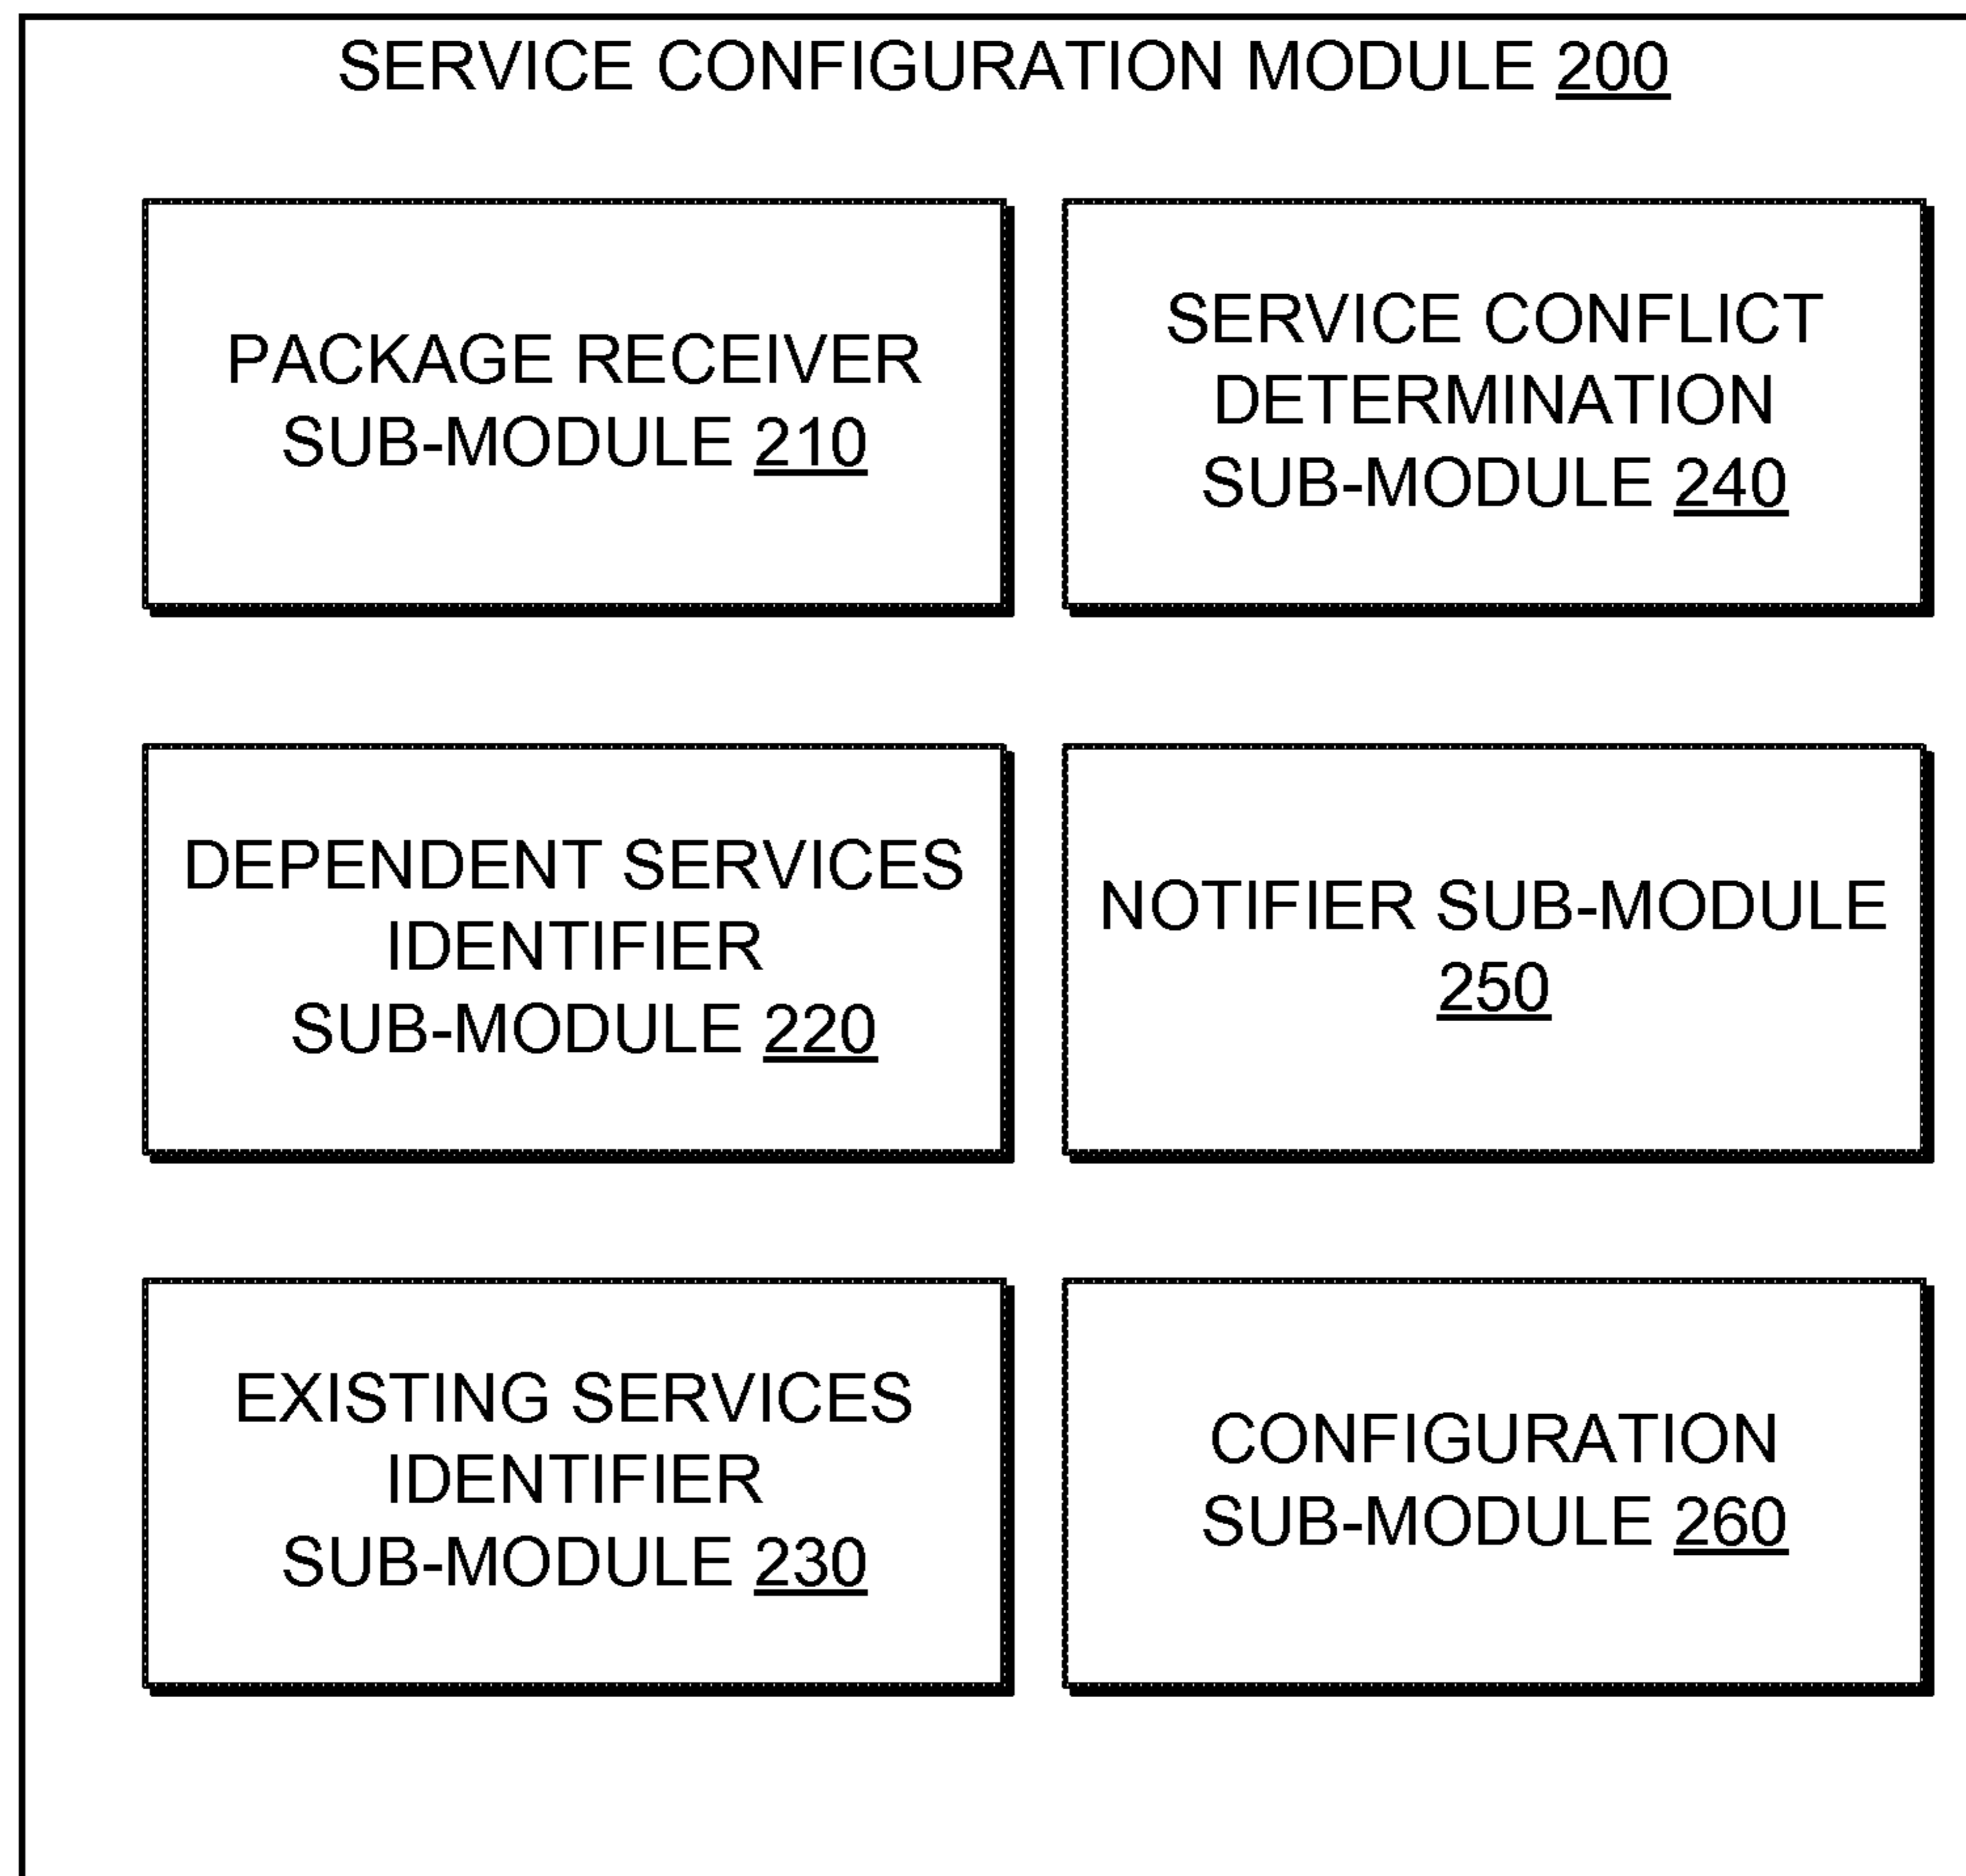 SERVICE CONFIGURATION MODULE 200
PACKAGE RECEIVER
SUB-MODULE 210
SERVICE CONFLICT
DETERMINATION
SUB-MODULE 240
DEPENDENT SERVICES
IDENTIFIER
SUB-MODULE 220
NOTIFIER SUB-MODULE
250
EXISTING SERVICES
IDENTIFIER
SUB-MODULE 230
CONFIGURATION
SUB-MODULE 260